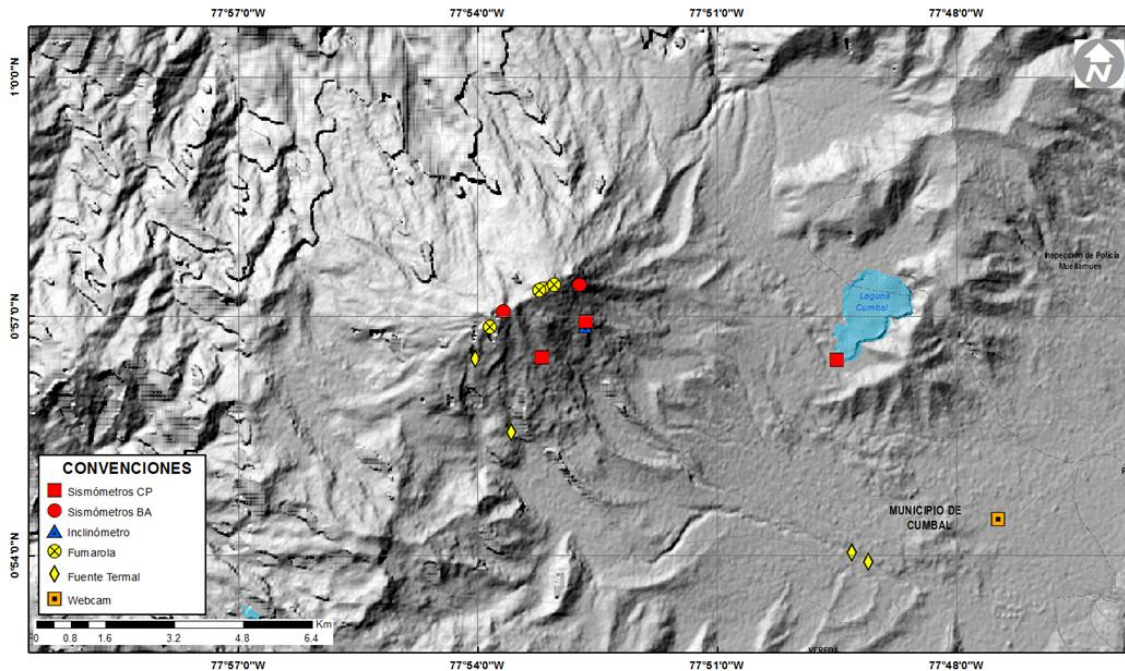 77°57'0"W 77°54'0"W 77°51'0"W 77°48'0"W
N
1°0'0"N
Inspección de Policía
Muellamues
Laguna
Cumbal
0°57'0"N
CONVENCIONES
Sismómetros CP
Sismómetros BA
Inclinómetro
Fumarola
Fuente Termal
Webcam
MUNICIPIO DE
CUMBAL
0°54'0"N
Km
0 0.8 1.6 3.2 4.8 6.4
VEREDA
77°57'0"W 77°54'0"W 77°51'0"W 77°48'0"W